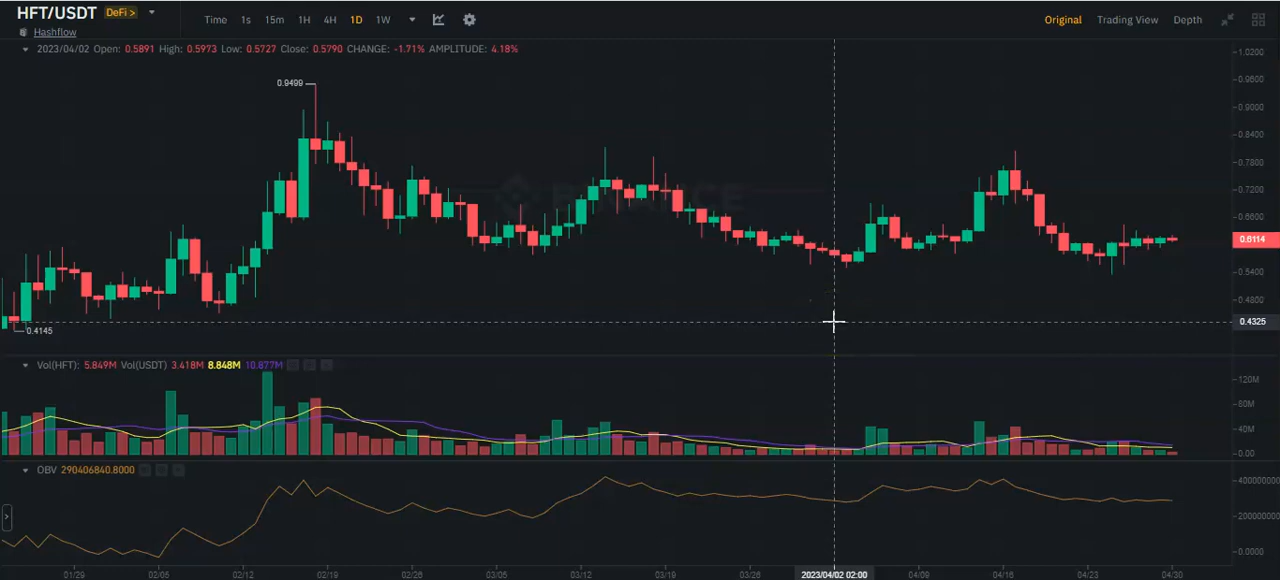 HFT/USDT DeFi >
Time 1s 15m 1H 4H 1D 1W
Original Trading View Depth
Hashflow
2023/04/02 Open: 0.5891 High: 0.5973 Low: 0.5727 Close: 0.5790 CHANGE: -1.71% AMPLITUDE: 4.18%
1.0200
0.9600
0.9499
0.9000
0.8400
0.7800
BINANCE
0.7200
0.6600
0.6114
0.5400
0.4800
0.4325
0.4145
Vol(HFT): 5.849M Vol(USDT) 3.418M 8.848M 10.877M
120M
80M
40M
0.00
OBV 290406840.8000
400000000
200000000
0.0000
01/29 02/05 02/12 02/19 02/26 03/05 03/12 03/19 03/26 2023/04/02 02:00 04/09 04/16 04/23 04/30